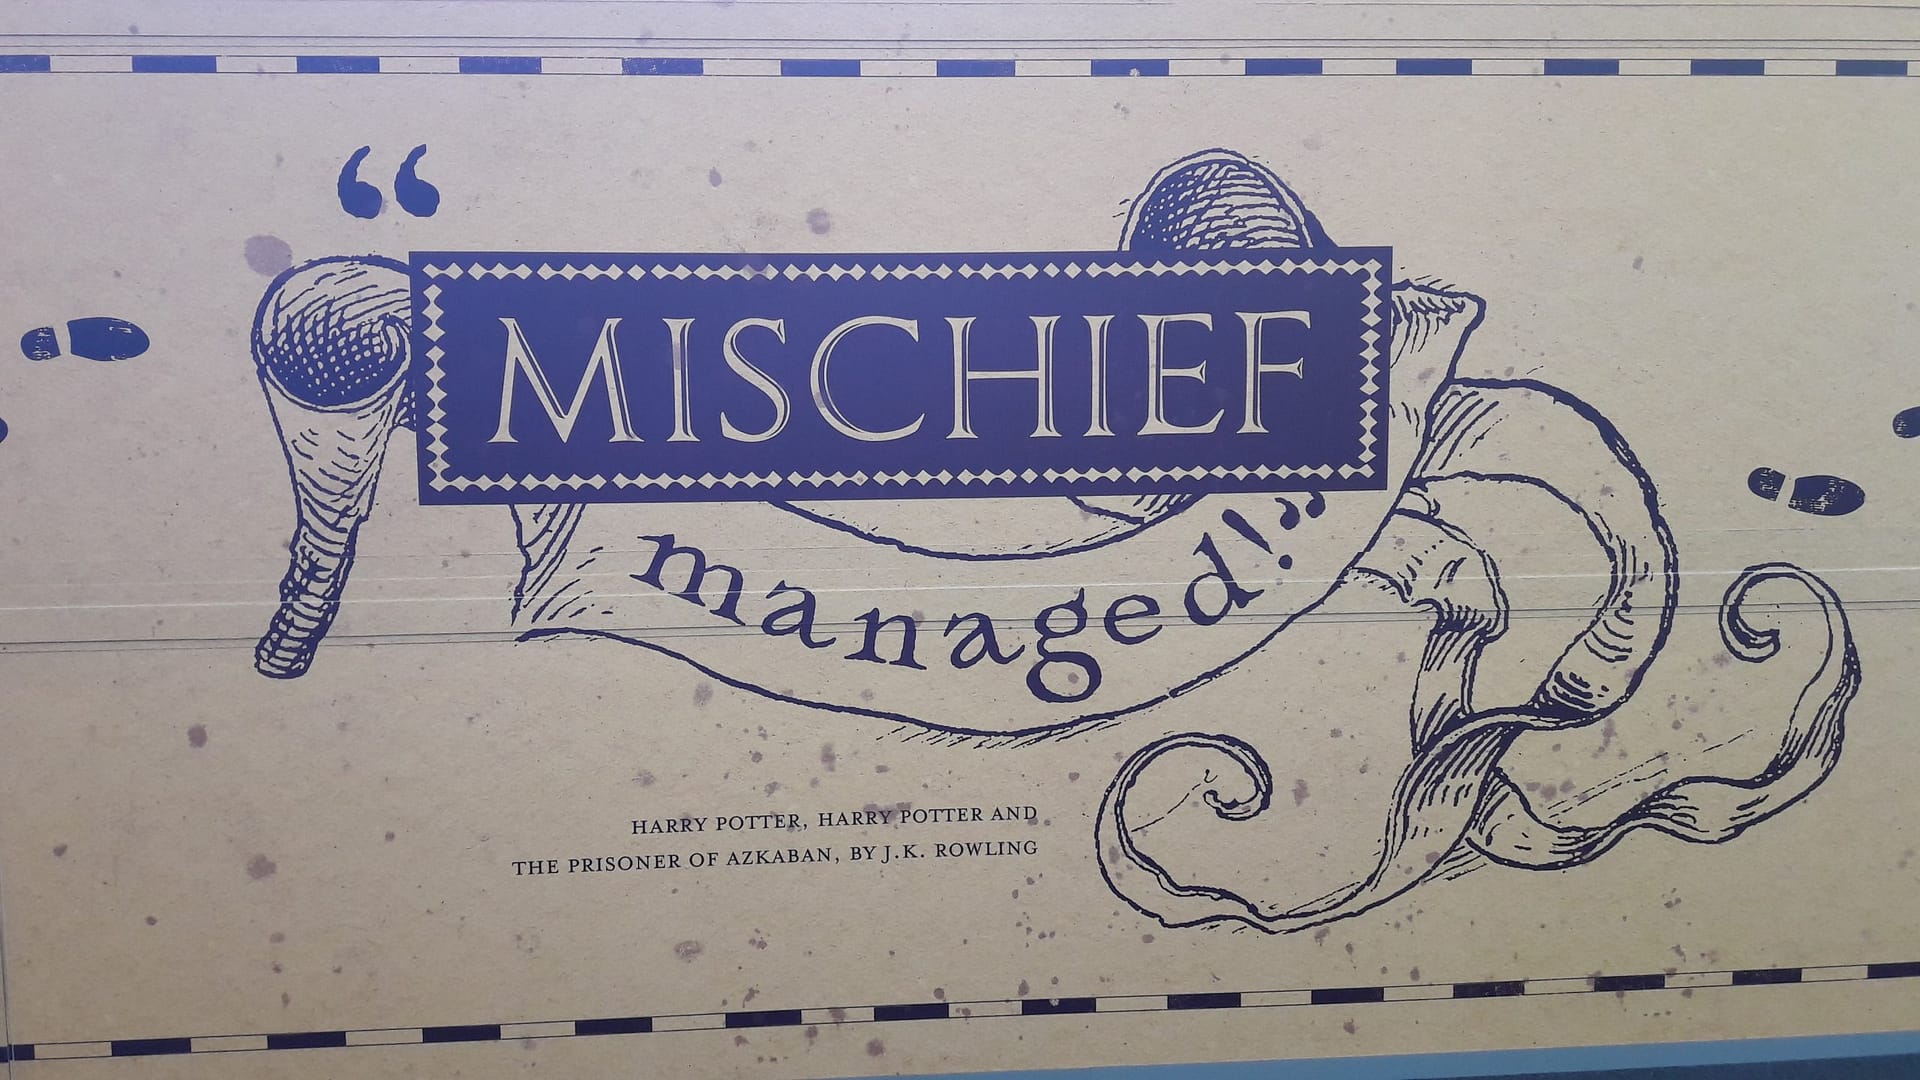 “
MISCHIEF
managed!”
HARRY POTTER, HARRY POTTER AND
THE PRISONER OF AZKABAN, BY J.K. ROWLING